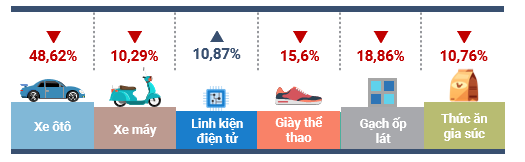 48,62%
10,29%
10,87%
15,6%
18,86%
10,76%
Xe ôtô
Xe máy
Linh kiện
điện tử
Giày thể
thao
Gạch ốp
lát
Thức ăn
gia súc